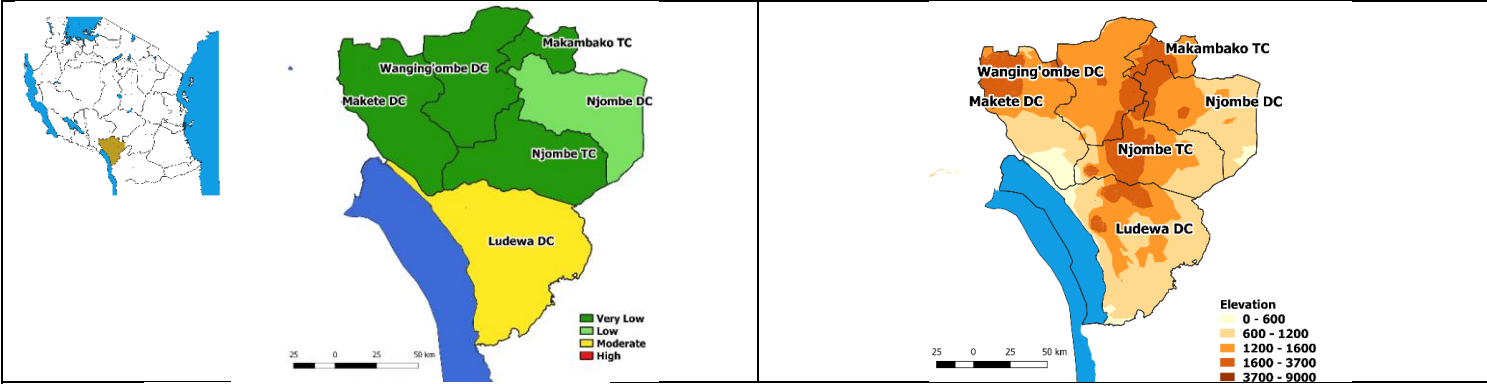 Makambako TC
Wanging'ombe DC
Makete DC
Njombe DC
Njombe TC
Ludewa DC
Very Low
Low
Moderate
High
25 0 25 50 km
Makambako TC
Wanging'ombe DC
Makete DC
Njombe DC
Njombe TC
Ludewa DC
Elevation
0 - 600
600 - 1200
1200 - 1600
1600 - 3700
3700 - 9000
25 0 25 50 km